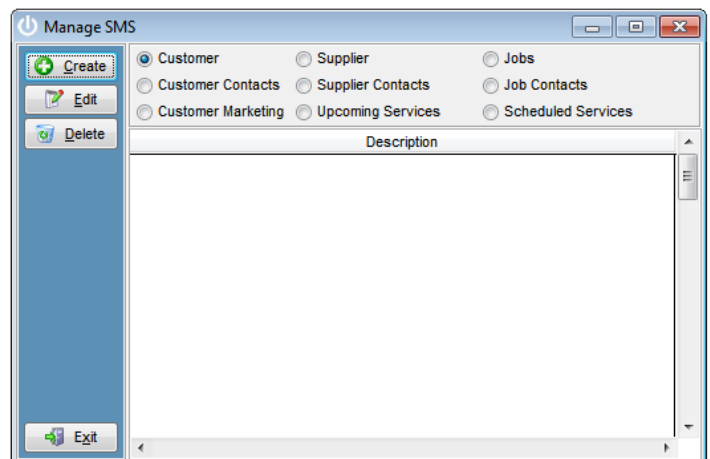 Manage SMS
Create
Edit
Delete
Exit
Customer Supplier Jobs
Customer Contacts Supplier Contacts Job Contacts
Customer Marketing Upcoming Services Scheduled Services
Description